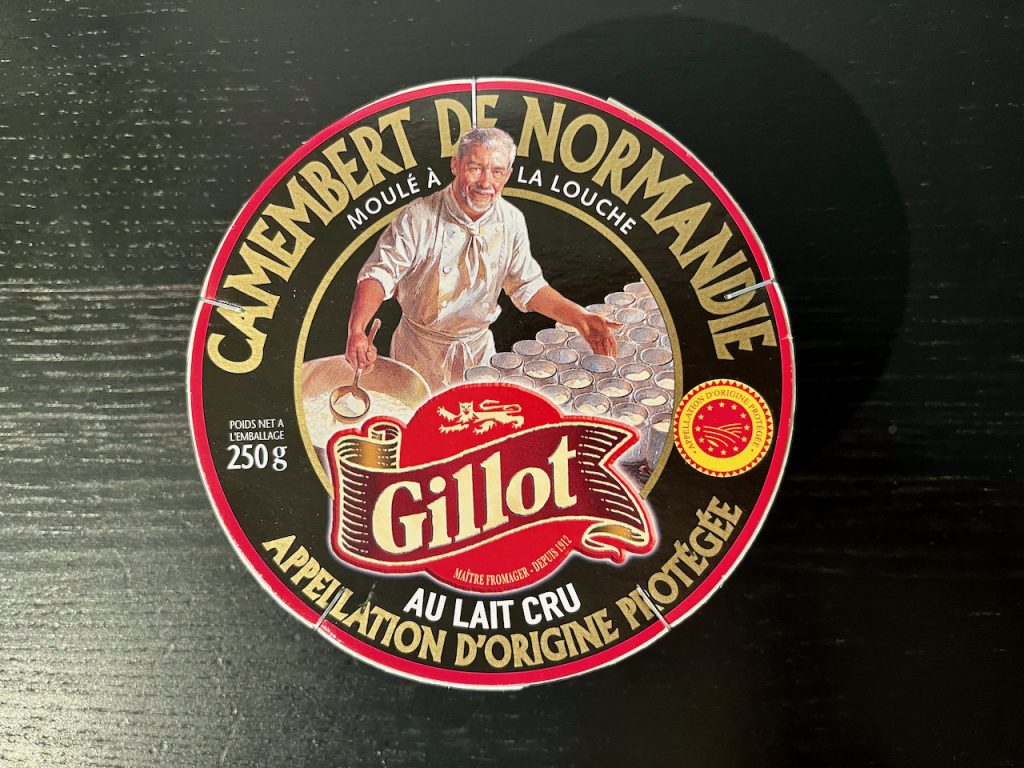 CAMEMBERT DE NORMANDIE
MOULÉ À LA LOUCHE
POIDS NET A
L'EMBALLAGE
250g
APPELLATION D'ORIGINE PROTÉGÉE
Gillot
MAÎTRE FROMAGER - DEPUIS 1912
AU LAIT CRU
APPELLATION D'ORIGINE PROTÉGÉE